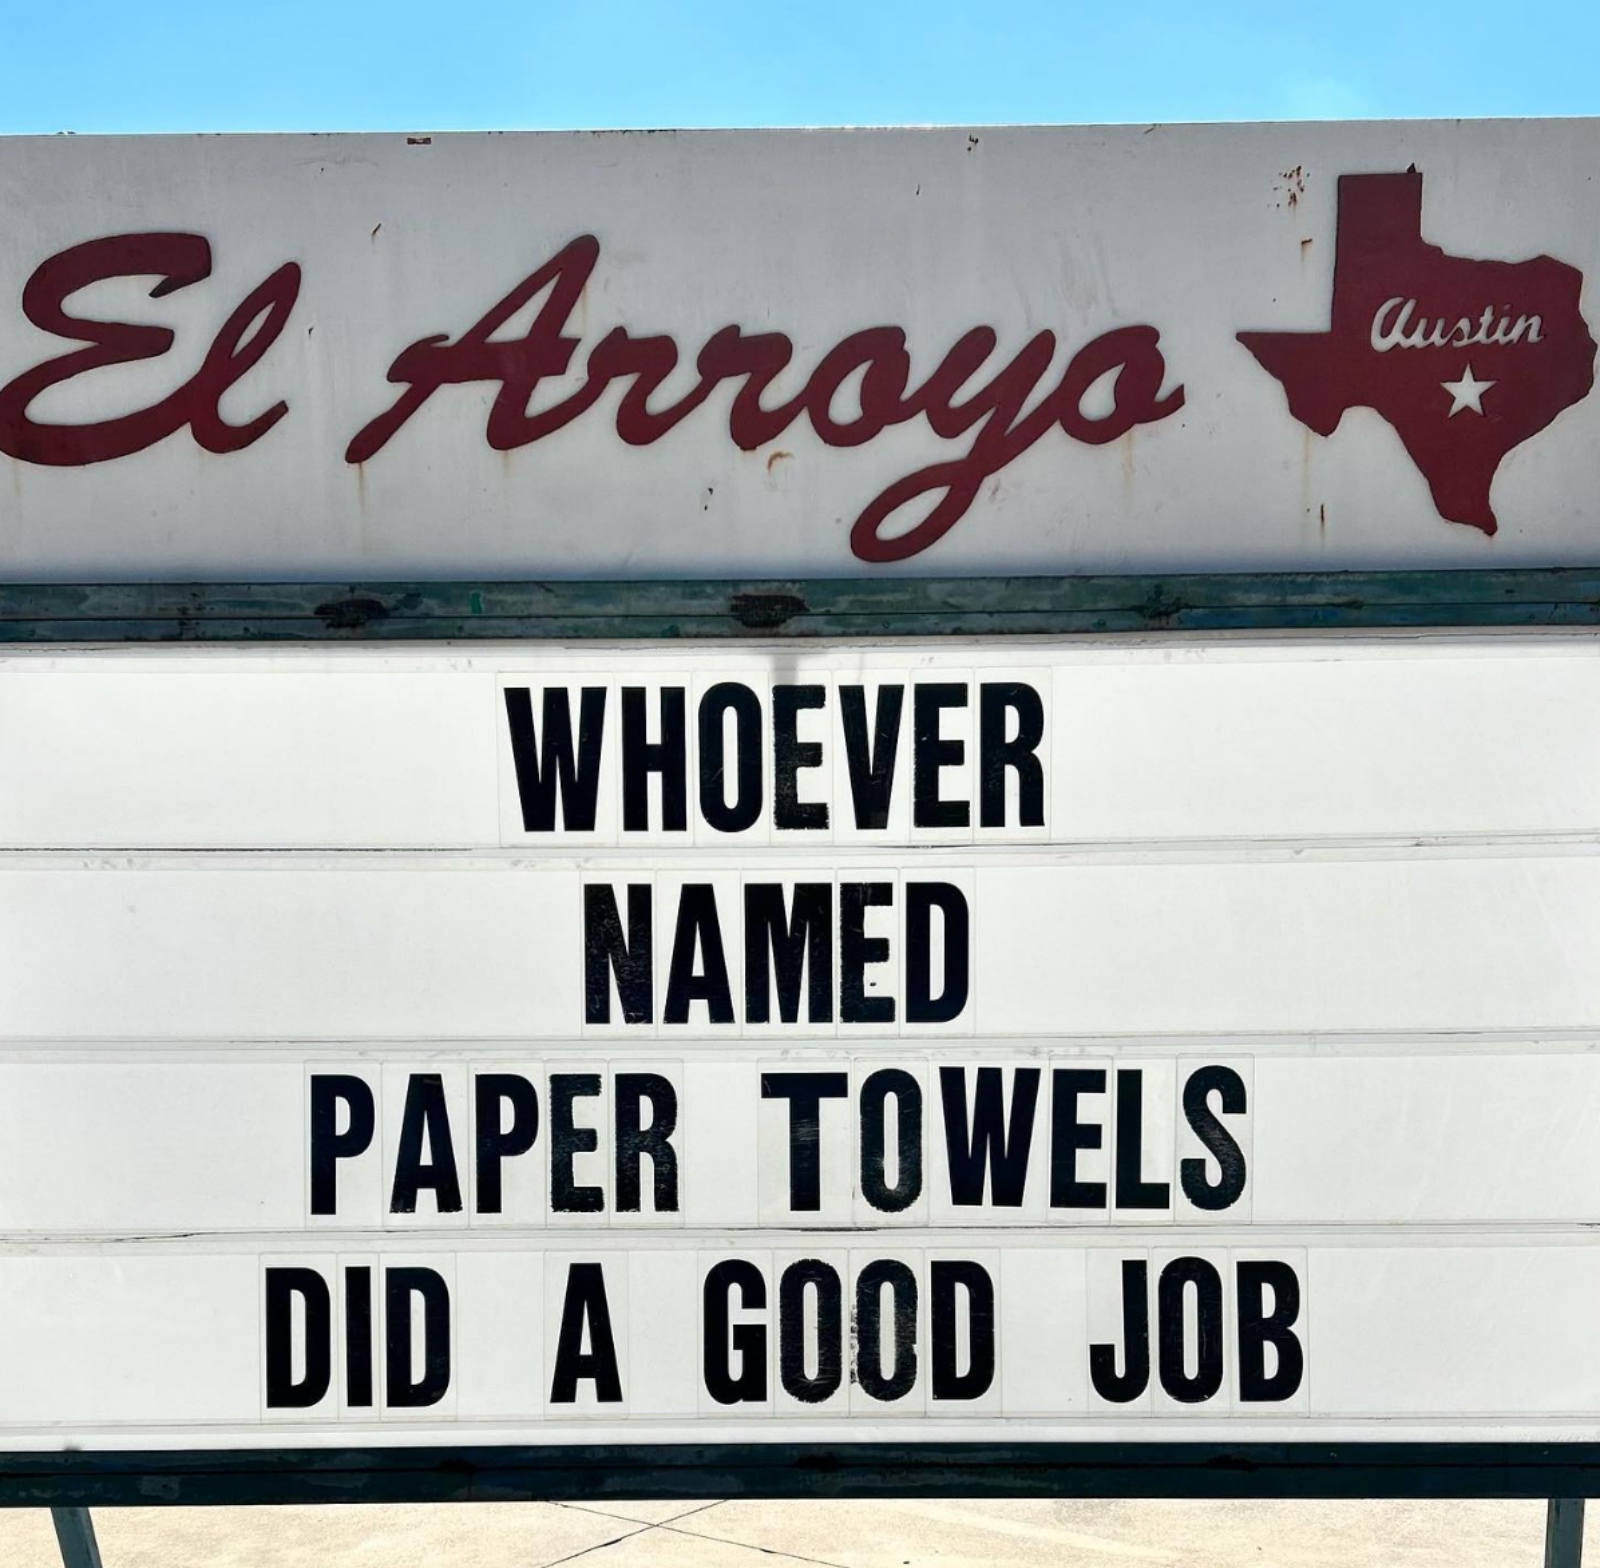 El Arroyo
Austin
WHOEVER
NAMED
PAPER TOWELS
DID A GOOD JOB